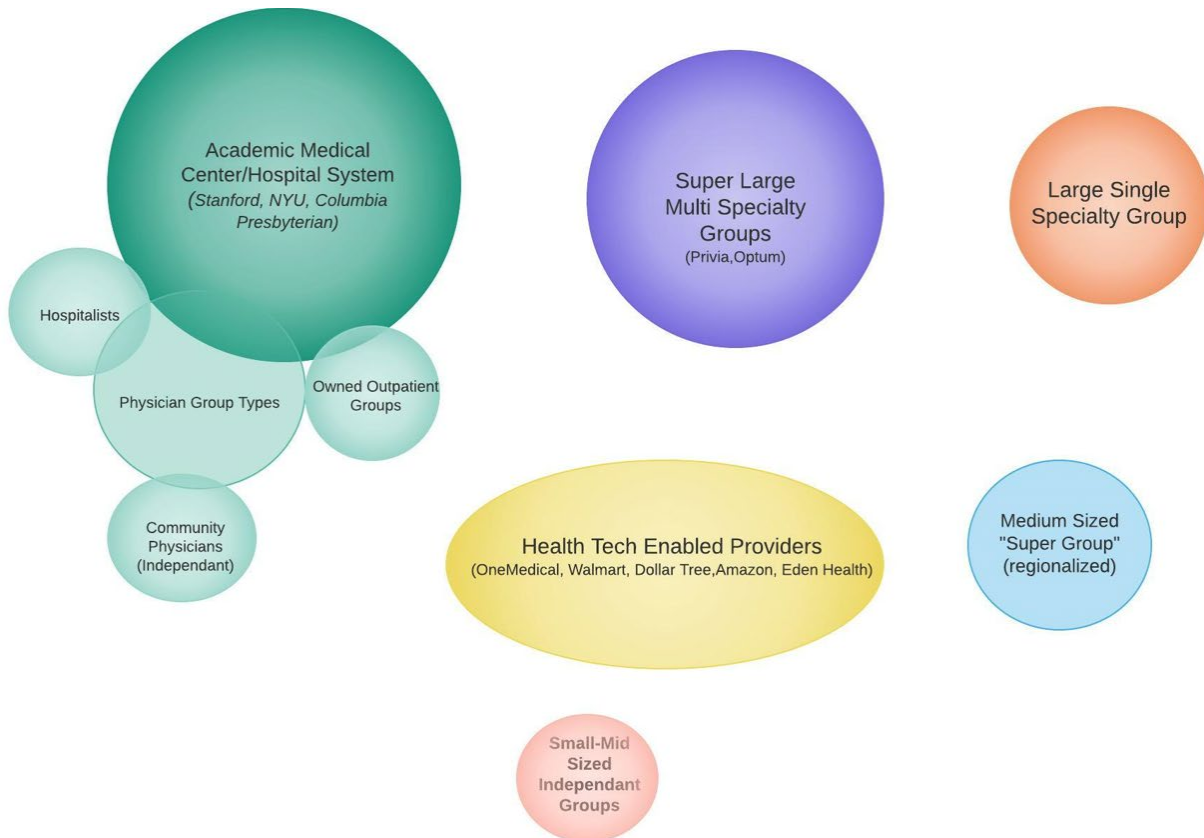 Academic Medical
Center/Hospital System
(Stanford, NYU, Columbia
Presbyterian)
Super Large
Multi Specialty
Groups
(Privia,Optum)
Large Single
Specialty Group
Hospitalists
Physician Group Types
Owned Outpatient
Groups
Community
Physicians
(Independant)
Health Tech Enabled Providers
(OneMedical, Walmart, Dollar Tree,Amazon, Eden Health)
Medium Sized
"Super Group"
(regionalized)
Small-Mid
Sized
Independant
Groups